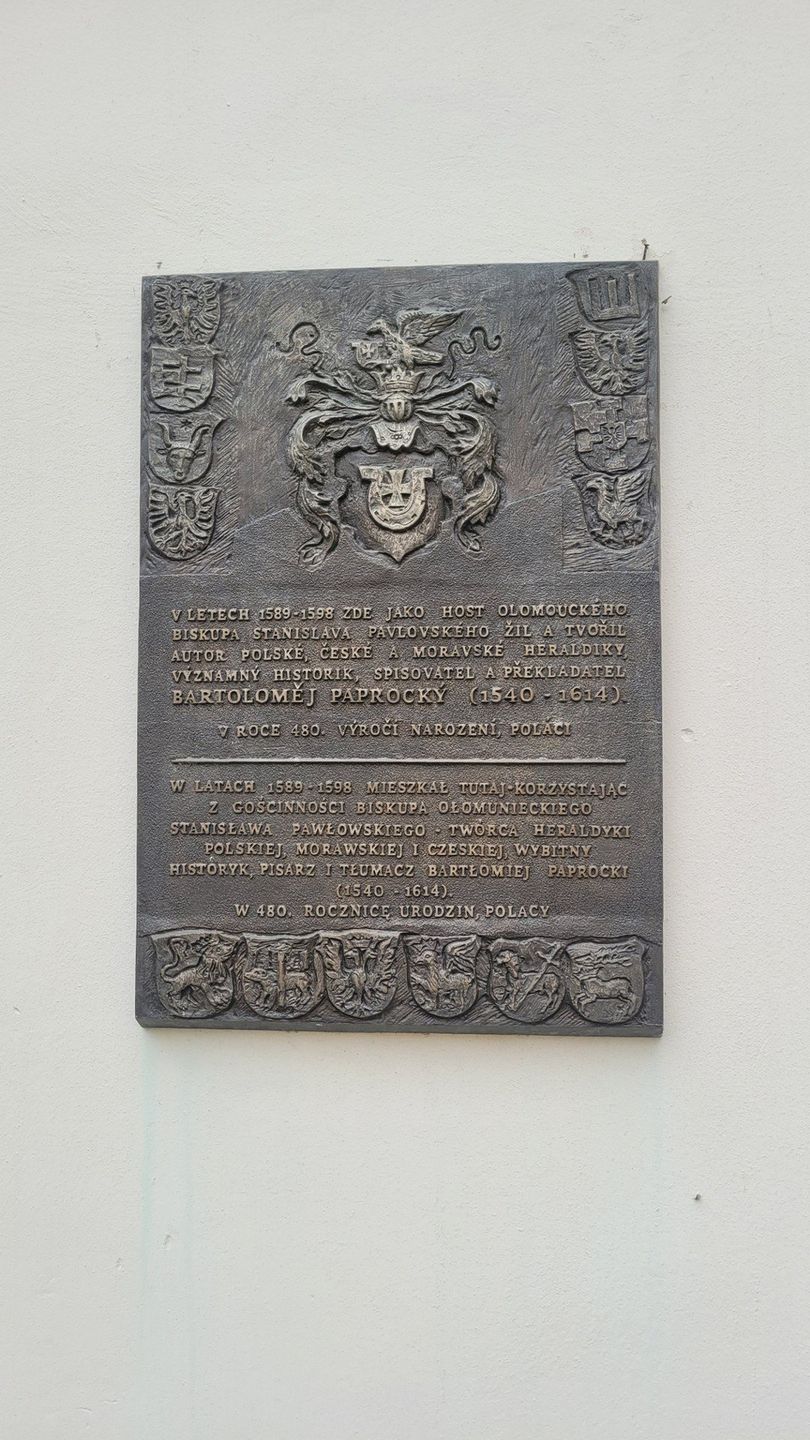 V LETECH 1589-1598 ZDE JAKO HOST OLOMOUCKÉHO
BISKUPA STANISLAVA PAVLOVSKÉHO ŽIL A TVOŘIL
AUTOR POLSKÉ, ČESKÉ A MORAVSKÉ HERALDIKY,
VÝZNAMNÝ HISTORIK, SPISOVATEL A PŘEKLADATEL
BARTOLOMĚJ PAPROCKÝ (1540 - 1614).
V ROCE 480. VÝROČÍ NAROZENÍ, POLÁCI
W LATACH 1589-1598 MIESZKAŁ TUTAJ-KORZYSTAJĄC
Z GOŚCINNOŚCI BISKUPA OŁOMUNIECKIEGO
STANISŁAWA PAWŁOWSKIEGO - TWÓRCA HERALDYKI
POLSKIEJ, MORAWSKIEJ I CZESKIEJ, WYBITNY
HISTORYK, PISARZ I TŁUMACZ BARTŁOMIEJ PAPROCKI
(1540 - 1614).
W 480. ROCZNICĘ URODZIN, POLACY